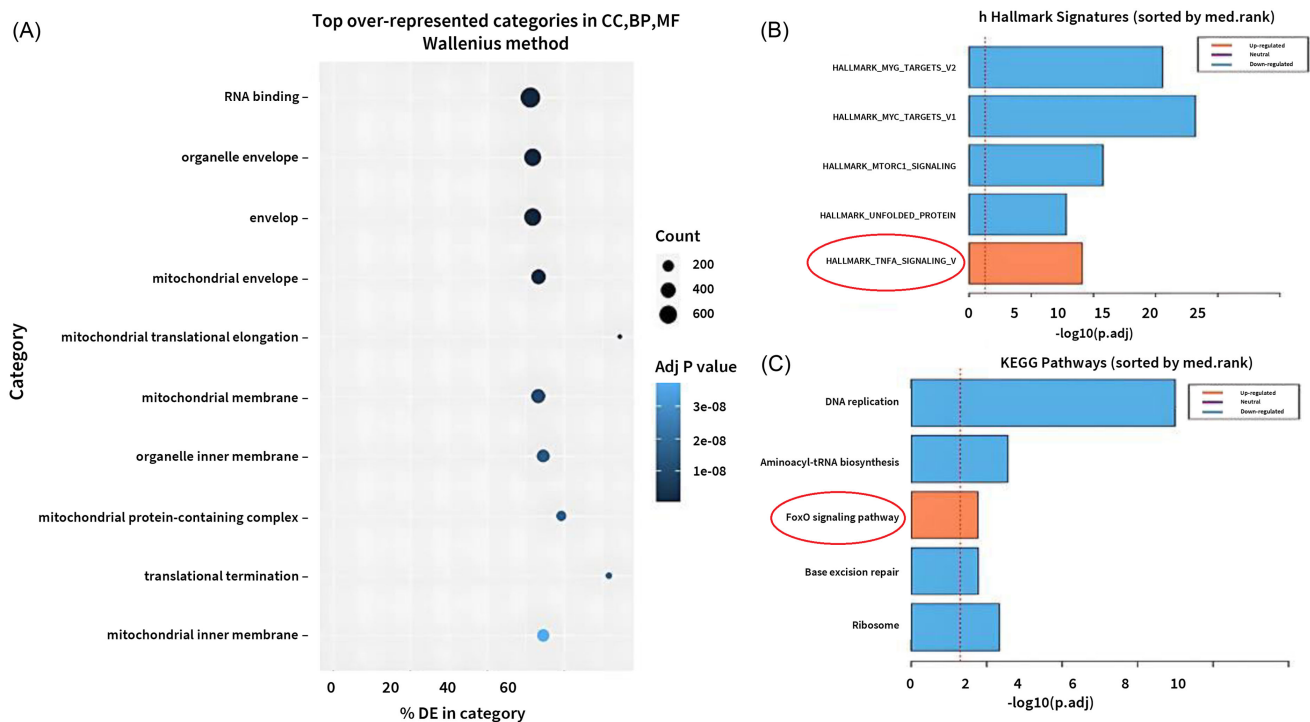 (A)
Top over-represented categories in CC,BP,MF
Wallenius method
Category
RNA binding
organelle envelope
envelop
mitochondrial envelope
mitochondrial translational elongation
mitochondrial membrane
organelle inner membrane
mitochondrial protein-containing complex
translational termination
mitochondrial inner membrane
0 20 40 60
% DE in category
Count
200
400
600
Adj P value
3e-08
2e-08
1e-08
(B)
h Hallmark Signatures (sorted by med.rank)
Up-regulated
Neutral
Down-regulated
HALLMARK_MYG_TARGETS_V2
HALLMARK_MYC_TARGETS_V1
HALLMARK_MTORC1_SIGNALING
HALLMARK_UNFOLDED_PROTEIN
HALLMARK_TNFA_SIGNALING_V
0 5 10 15 20 25
-log10(p.adj)
(C)
KEGG Pathways (sorted by med.rank)
Up-regulated
Neutral
Down-regulated
DNA replication
Aminoacyl-tRNA biosynthesis
FoxO signaling pathway
Base excision repair
Ribosome
0 2 4 6 8 10
-log10(p.adj)